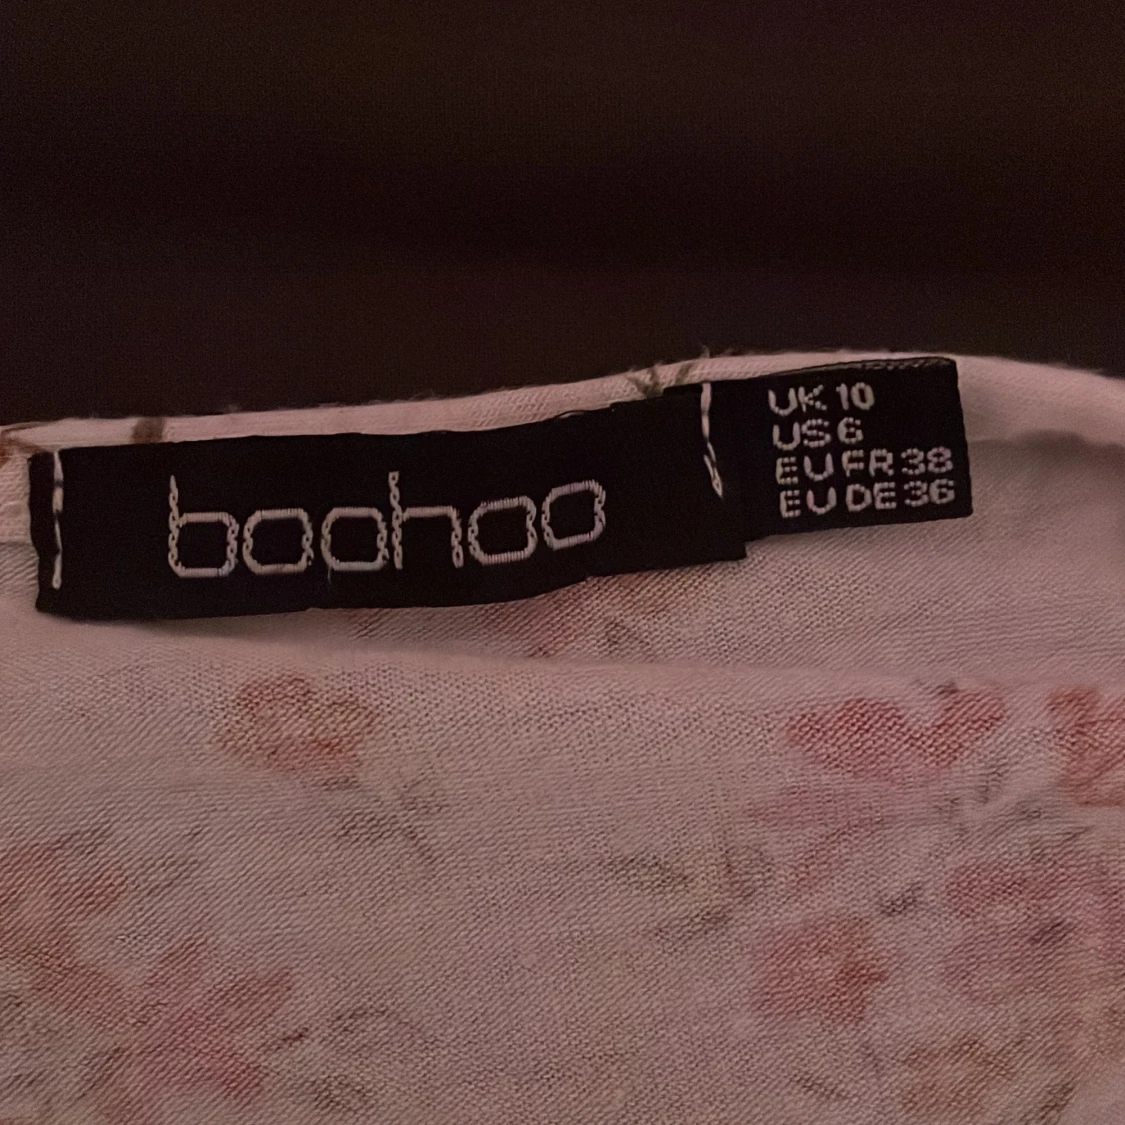 boohoo
UK 10
US 6
EU FR 38
EU DE 36